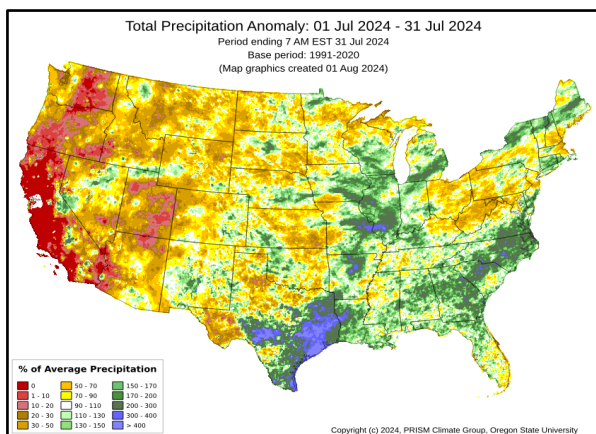 Total Precipitation Anomaly: 01 Jul 2024 - 31 Jul 2024
Period ending 7 AM EST 31 Jul 2024
Base period: 1991-2020
(Map graphics created 01 Aug 2024)
% of Average Precipitation
0 50 - 70 150 - 170
1 - 10 70 - 90 170 - 200
10 - 20 90 - 110 200 - 300
20 - 30 110 - 130 300 - 400
30 - 50 130 - 150 > 400
Copyright (c) 2024, PRISM Climate Group, Oregon State University